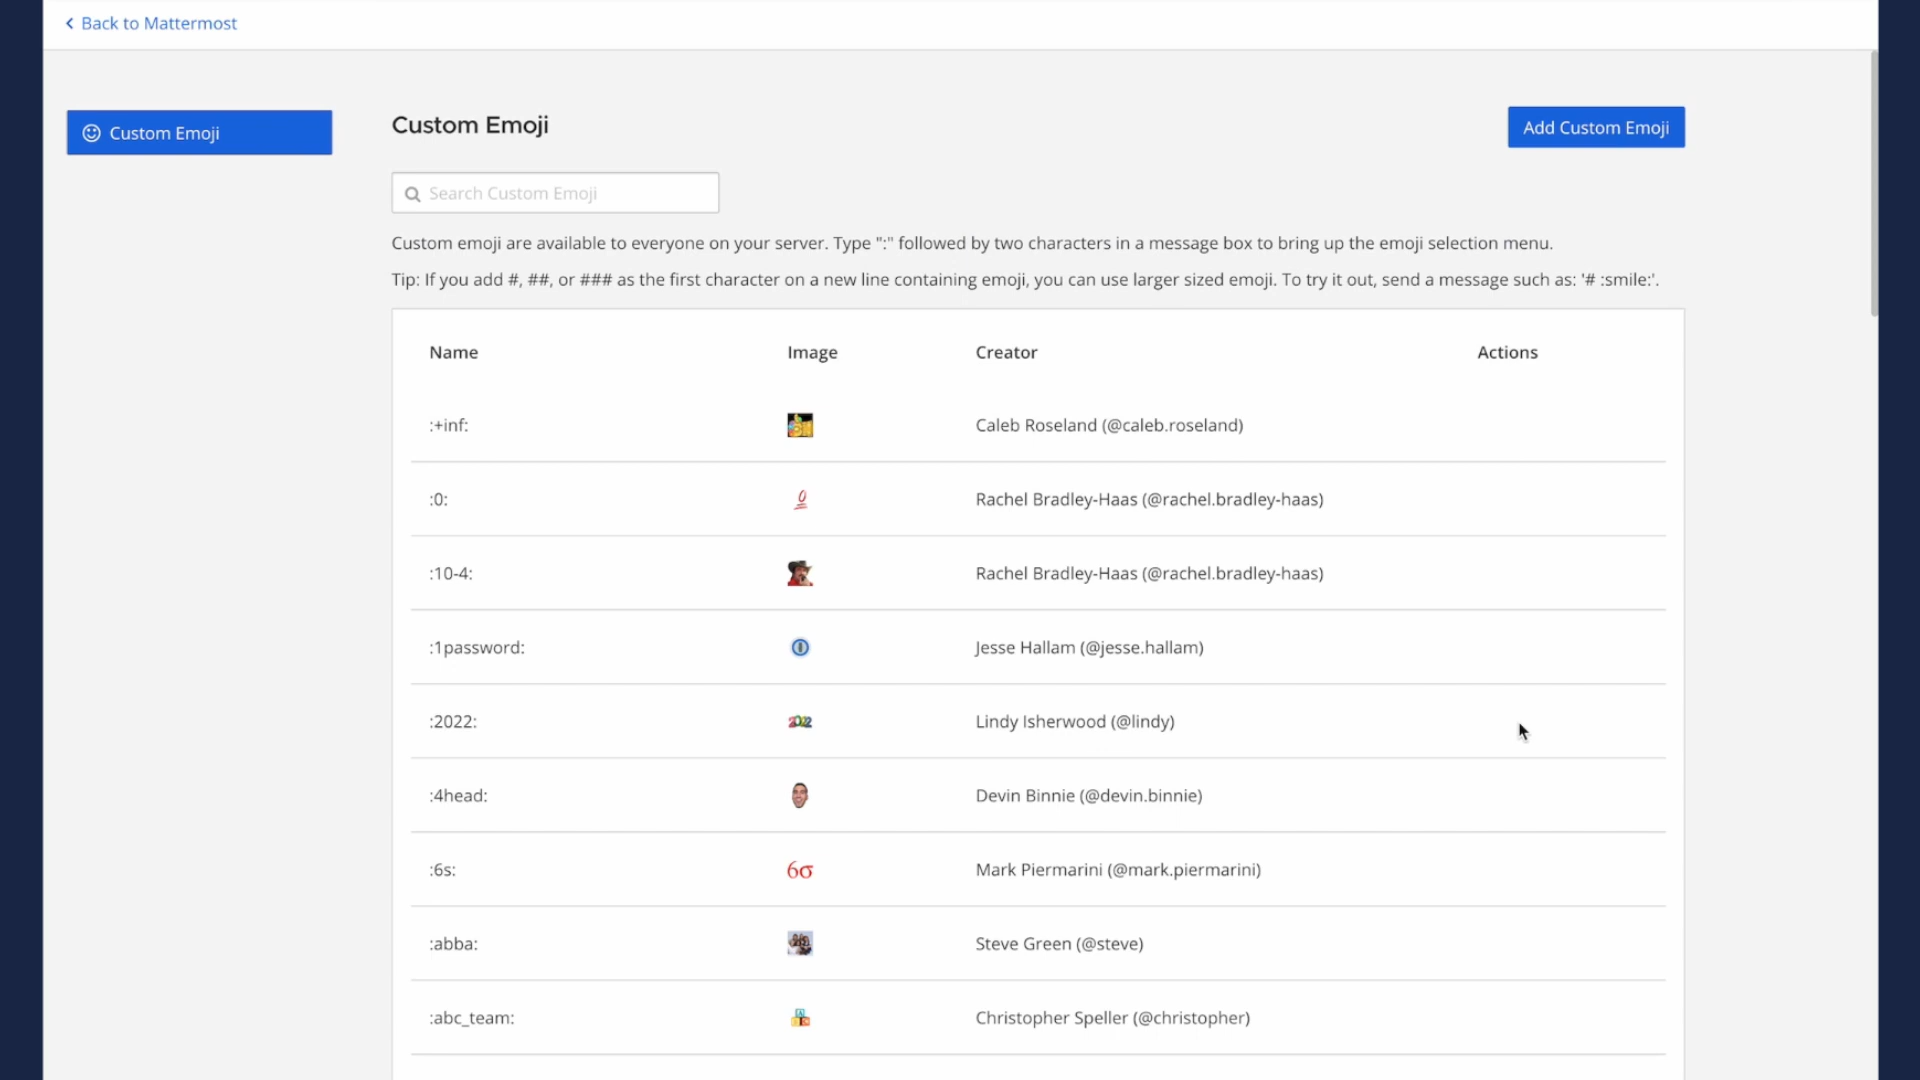 Back to Mattermost
Custom Emoji
Custom Emoji
Add Custom Emoji
Search Custom Emoji
Custom emoji are available to everyone on your server. Type ":" followed by two characters in a message box to bring up the emoji selection menu.
Tip: If you add #, ##, or ### as the first character on a new line containing emoji, you can use larger sized emoji. To try it out, send a message such as: '# :smile:'.
Name Image Creator Actions
:+inf: Caleb Roseland (@caleb.roseland)
:0: 0 Rachel Bradley-Haas (@rachel.bradley-haas)
:10-4: Rachel Bradley-Haas (@rachel.bradley-haas)
:1password: Jesse Hallam (@jesse.hallam)
:2022: 2022 Lindy Isherwood (@lindy)
:4head: Devin Binnie (@devin.binnie)
:6s: 6σ Mark Piermarini (@mark.piermarini)
:abba: Steve Green (@steve)
:abc_team: Christopher Speller (@christopher)